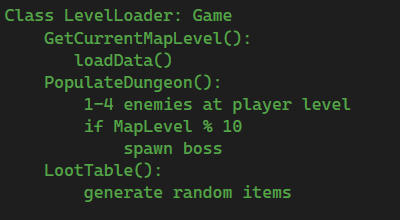 Class LevelLoader: Game
    GetCurrentMapLevel():
       loadData()
    PopulateDungeon():
        1-4 enemies at player level
        if MapLevel % 10
            spawn boss
    LootTable():
        generate random items